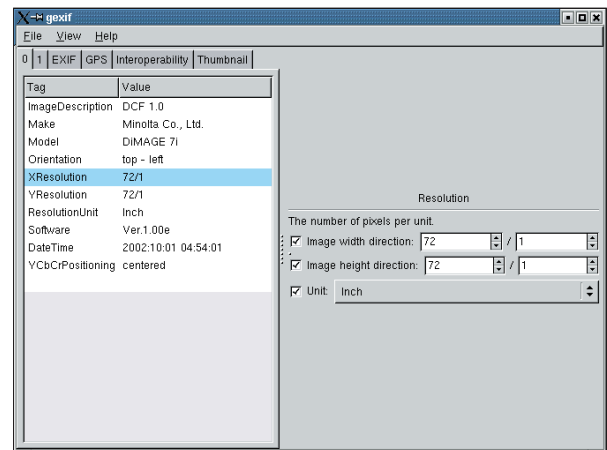 gexif
File View Help
0 1 EXIF GPS Interoperability Thumbnail
Tag Value
ImageDescription DCF 1.0
Make Minolta Co., Ltd.
Model DiMAGE 7i
Orientation top - left
XResolution 72/1
YResolution 72/1
ResolutionUnit Inch
Software Ver.1.00e
DateTime 2002:10:01 04:54:01
YCbCrPositioning centered
Resolution
The number of pixels per unit.
Image width direction: 72 / 1
Image height direction: 72 / 1
Unit: Inch